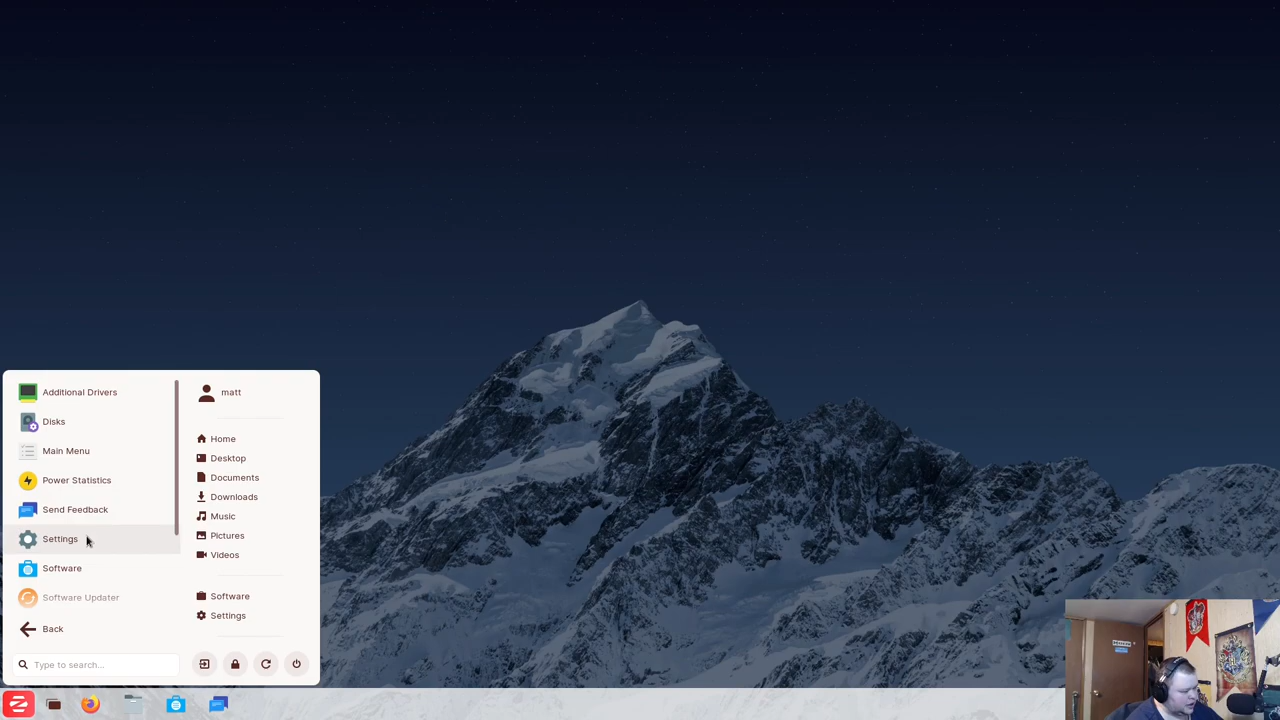 Additional Drivers
Disks
Main Menu
Power Statistics
Send Feedback
Settings
Software
Software Updater
Back
Type to search...
matt
Home
Desktop
Documents
Downloads
Music
Pictures
Videos
Software
Settings